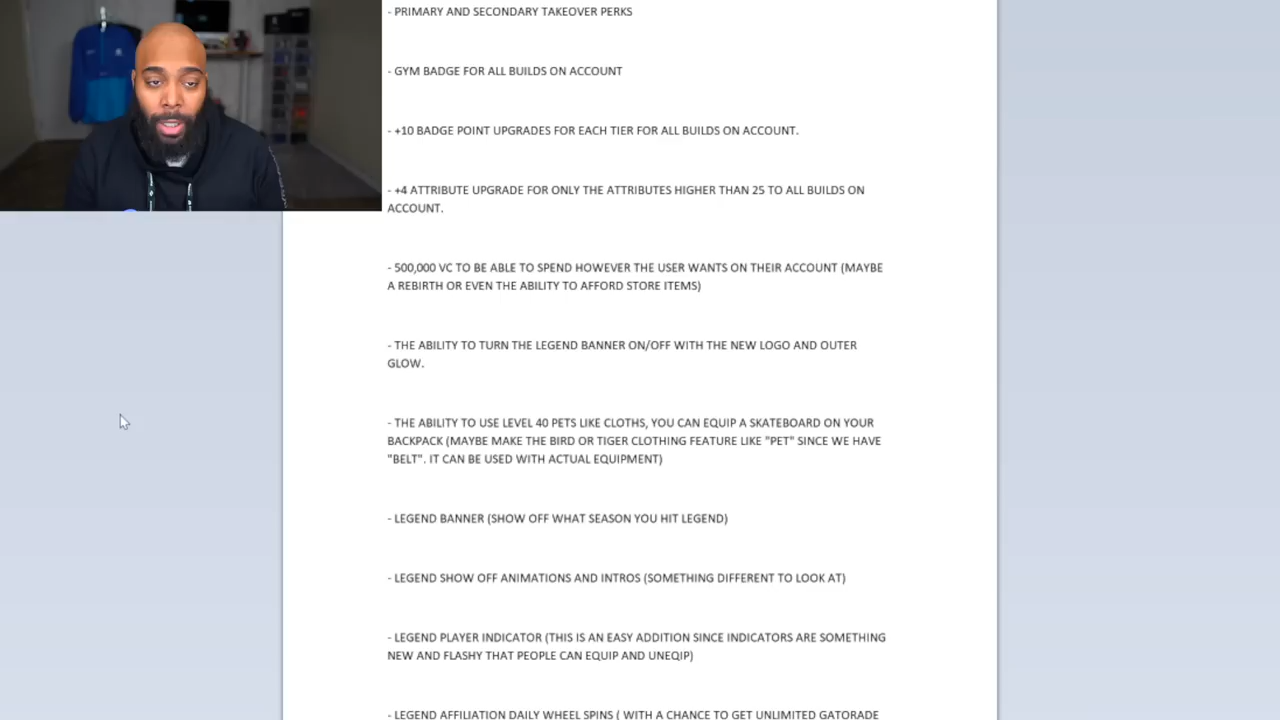 - PRIMARY AND SECONDARY TAKEOVER PERKS
- GYM BADGE FOR ALL BUILDS ON ACCOUNT
- +10 BADGE POINT UPGRADES FOR EACH TIER FOR ALL BUILDS ON ACCOUNT.
- +4 ATTRIBUTE UPGRADE FOR ONLY THE ATTRIBUTES HIGHER THAN 25 TO ALL BUILDS ON
ACCOUNT.
- 500,000 VC TO BE ABLE TO SPEND HOWEVER THE USER WANTS ON THEIR ACCOUNT (MAYBE
A REBIRTH OR EVEN THE ABILITY TO AFFORD STORE ITEMS)
- THE ABILITY TO TURN THE LEGEND BANNER ON/OFF WITH THE NEW LOGO AND OUTER
GLOW.
- THE ABILITY TO USE LEVEL 40 PETS LIKE CLOTHS, YOU CAN EQUIP A SKATEBOARD ON YOUR
BACKPACK (MAYBE MAKE THE BIRD OR TIGER CLOTHING FEATURE LIKE "PET" SINCE WE HAVE
"BELT". IT CAN BE USED WITH ACTUAL EQUIPMENT)
- LEGEND BANNER (SHOW OFF WHAT SEASON YOU HIT LEGEND)
- LEGEND SHOW OFF ANIMATIONS AND INTROS (SOMETHING DIFFERENT TO LOOK AT)
- LEGEND PLAYER INDICATOR (THIS IS AN EASY ADDITION SINCE INDICATORS ARE SOMETHING
NEW AND FLASHY THAT PEOPLE CAN EQUIP AND UNEQIP)
- LEGEND AFFILIATION DAILY WHEEL SPINS ( WITH A CHANCE TO GET UNLIMITED GATORADE